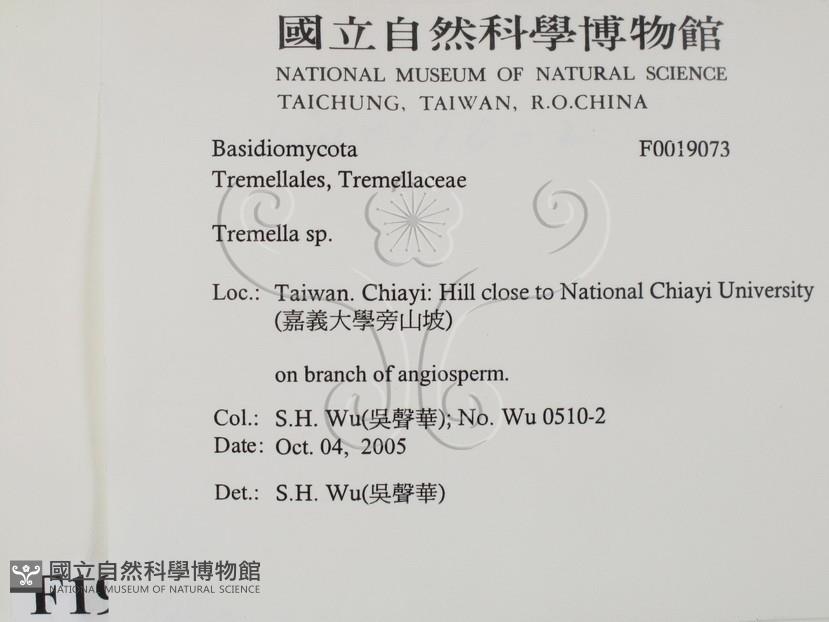 國立自然科學博物館
NATIONAL MUSEUM OF NATURAL SCIENCE
TAICHUNG, TAIWAN, R.O.CHINA
Basidiomycota F0019073
Tremellales, Tremellaceae
Tremella sp.
Loc.: Taiwan. Chiayi: Hill close to National Chiayi University
(嘉義大學旁山坡)
on branch of angiosperm.
Col.: S.H. Wu(吳聲華); No. Wu 0510-2
Date: Oct. 04, 2005
Det.: S.H. Wu(吳聲華)
國立自然科學博物館
NATIONAL MUSEUM OF NATURAL SCIENCE